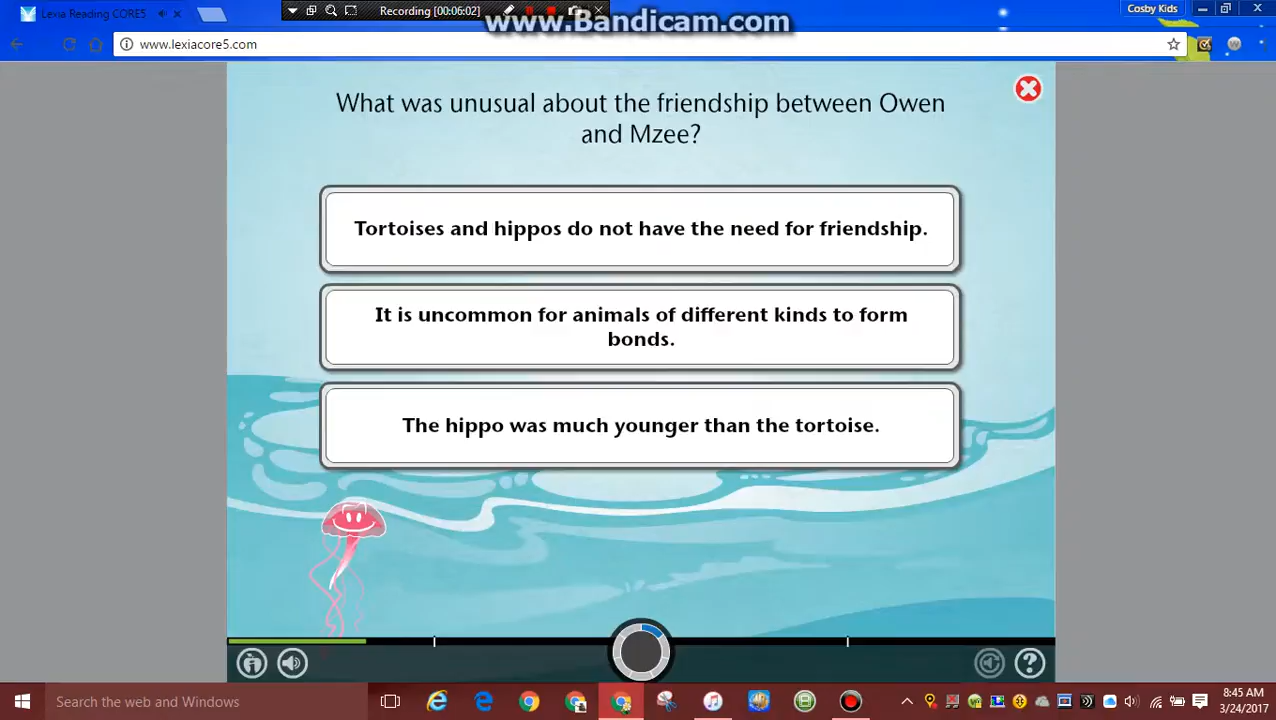 Lexia Reading CORE5
Recording [00:06:02]
www.Bandicam.com
Cosby Kids
www.lexiacore5.com
What was unusual about the friendship between Owen
and Mzee?
Tortoises and hippos do not have the need for friendship.
It is uncommon for animals of different kinds to form
bonds.
The hippo was much younger than the tortoise.
Search the web and Windows
8:45 AM
3/24/2017